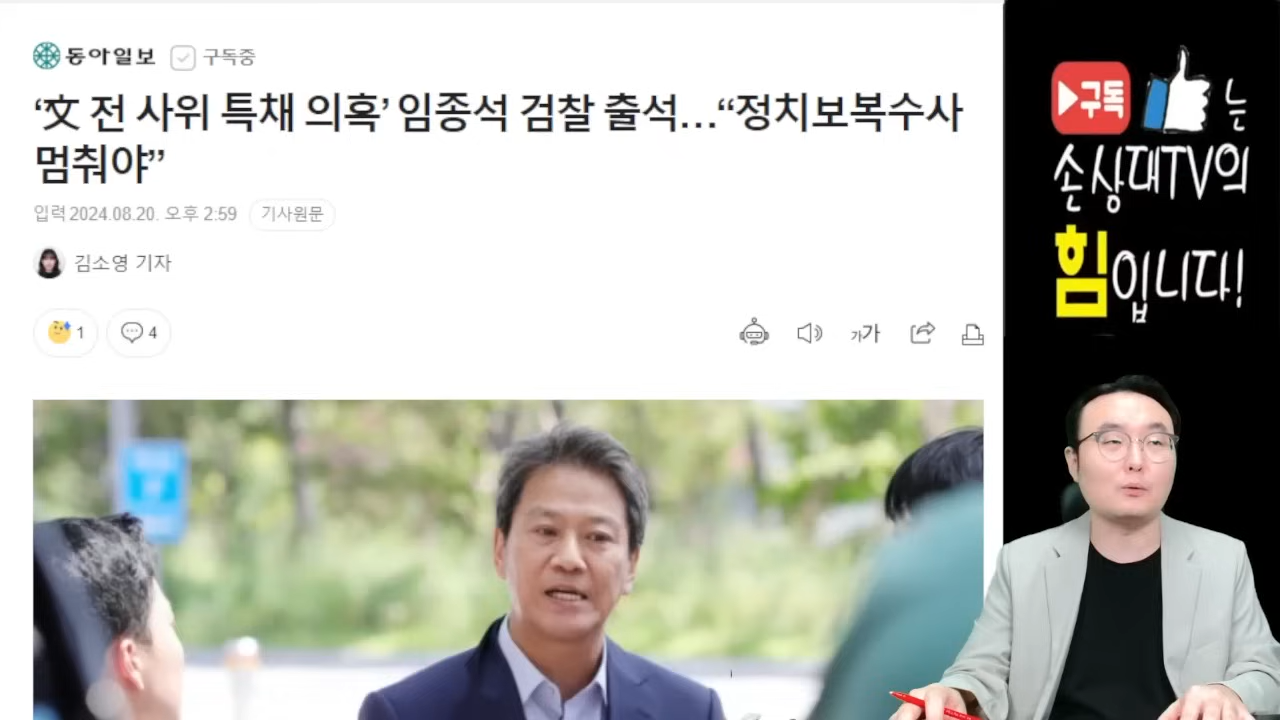 동아일보 구독중
‘文 전 사위 특채 의혹’ 임종석 검찰 출석…“정치보복수사
멈춰야”
입력 2024.08.20. 오후 2:59 기사원문
김소영 기자
1 4
가가
구독 는
손상대TV의
힘입니다!